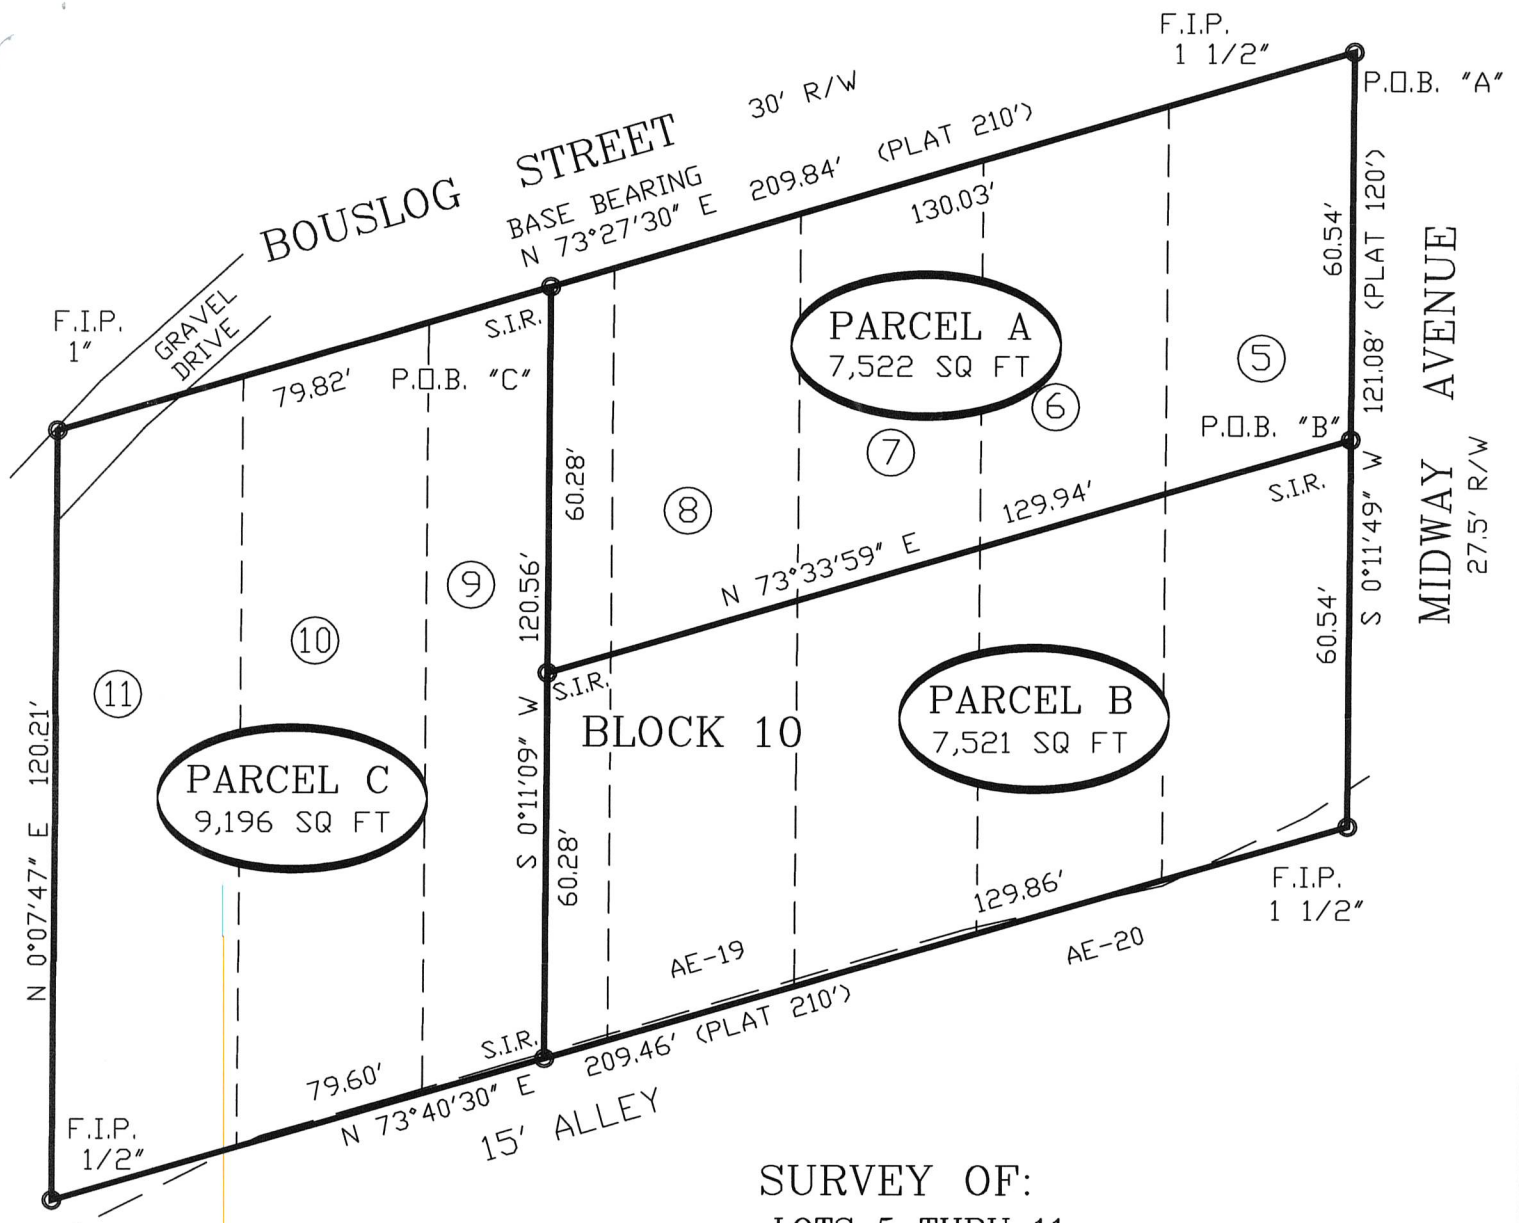 F.I.P.
1 1/2"
P.O.B. "A"
30' R/W
BOUSLOG STREET
BASE BEARING
N 73°27'30" E 209.84' (PLAT 210')
130.03'
60.54'
S 0°11'49" W 121.08' (PLAT 120')
MIDWAY AVENUE
27.5' R/W
F.I.P.
1"
GRAVEL
DRIVE
S.I.R.
79.82'
P.O.B. "C"
PARCEL A
7,522 SQ FT
5
6
7
P.O.B. "B"
S.I.R.
60.28'
8
129.94'
N 73°33'59" E
9
10
11
S 0°11'09" W 120.56'
60.54'
S.I.R.
BLOCK 10
PARCEL B
7,521 SQ FT
N 0°07'47" E 120.21'
PARCEL C
9,196 SQ FT
60.28'
129.86'
F.I.P.
1 1/2"
AE-19
AE-20
S.I.R.
209.46' (PLAT 210')
79.60'
N 73°40'30" E
15' ALLEY
F.I.P.
1/2"
SURVEY OF:
LOTS 5 THRU 11